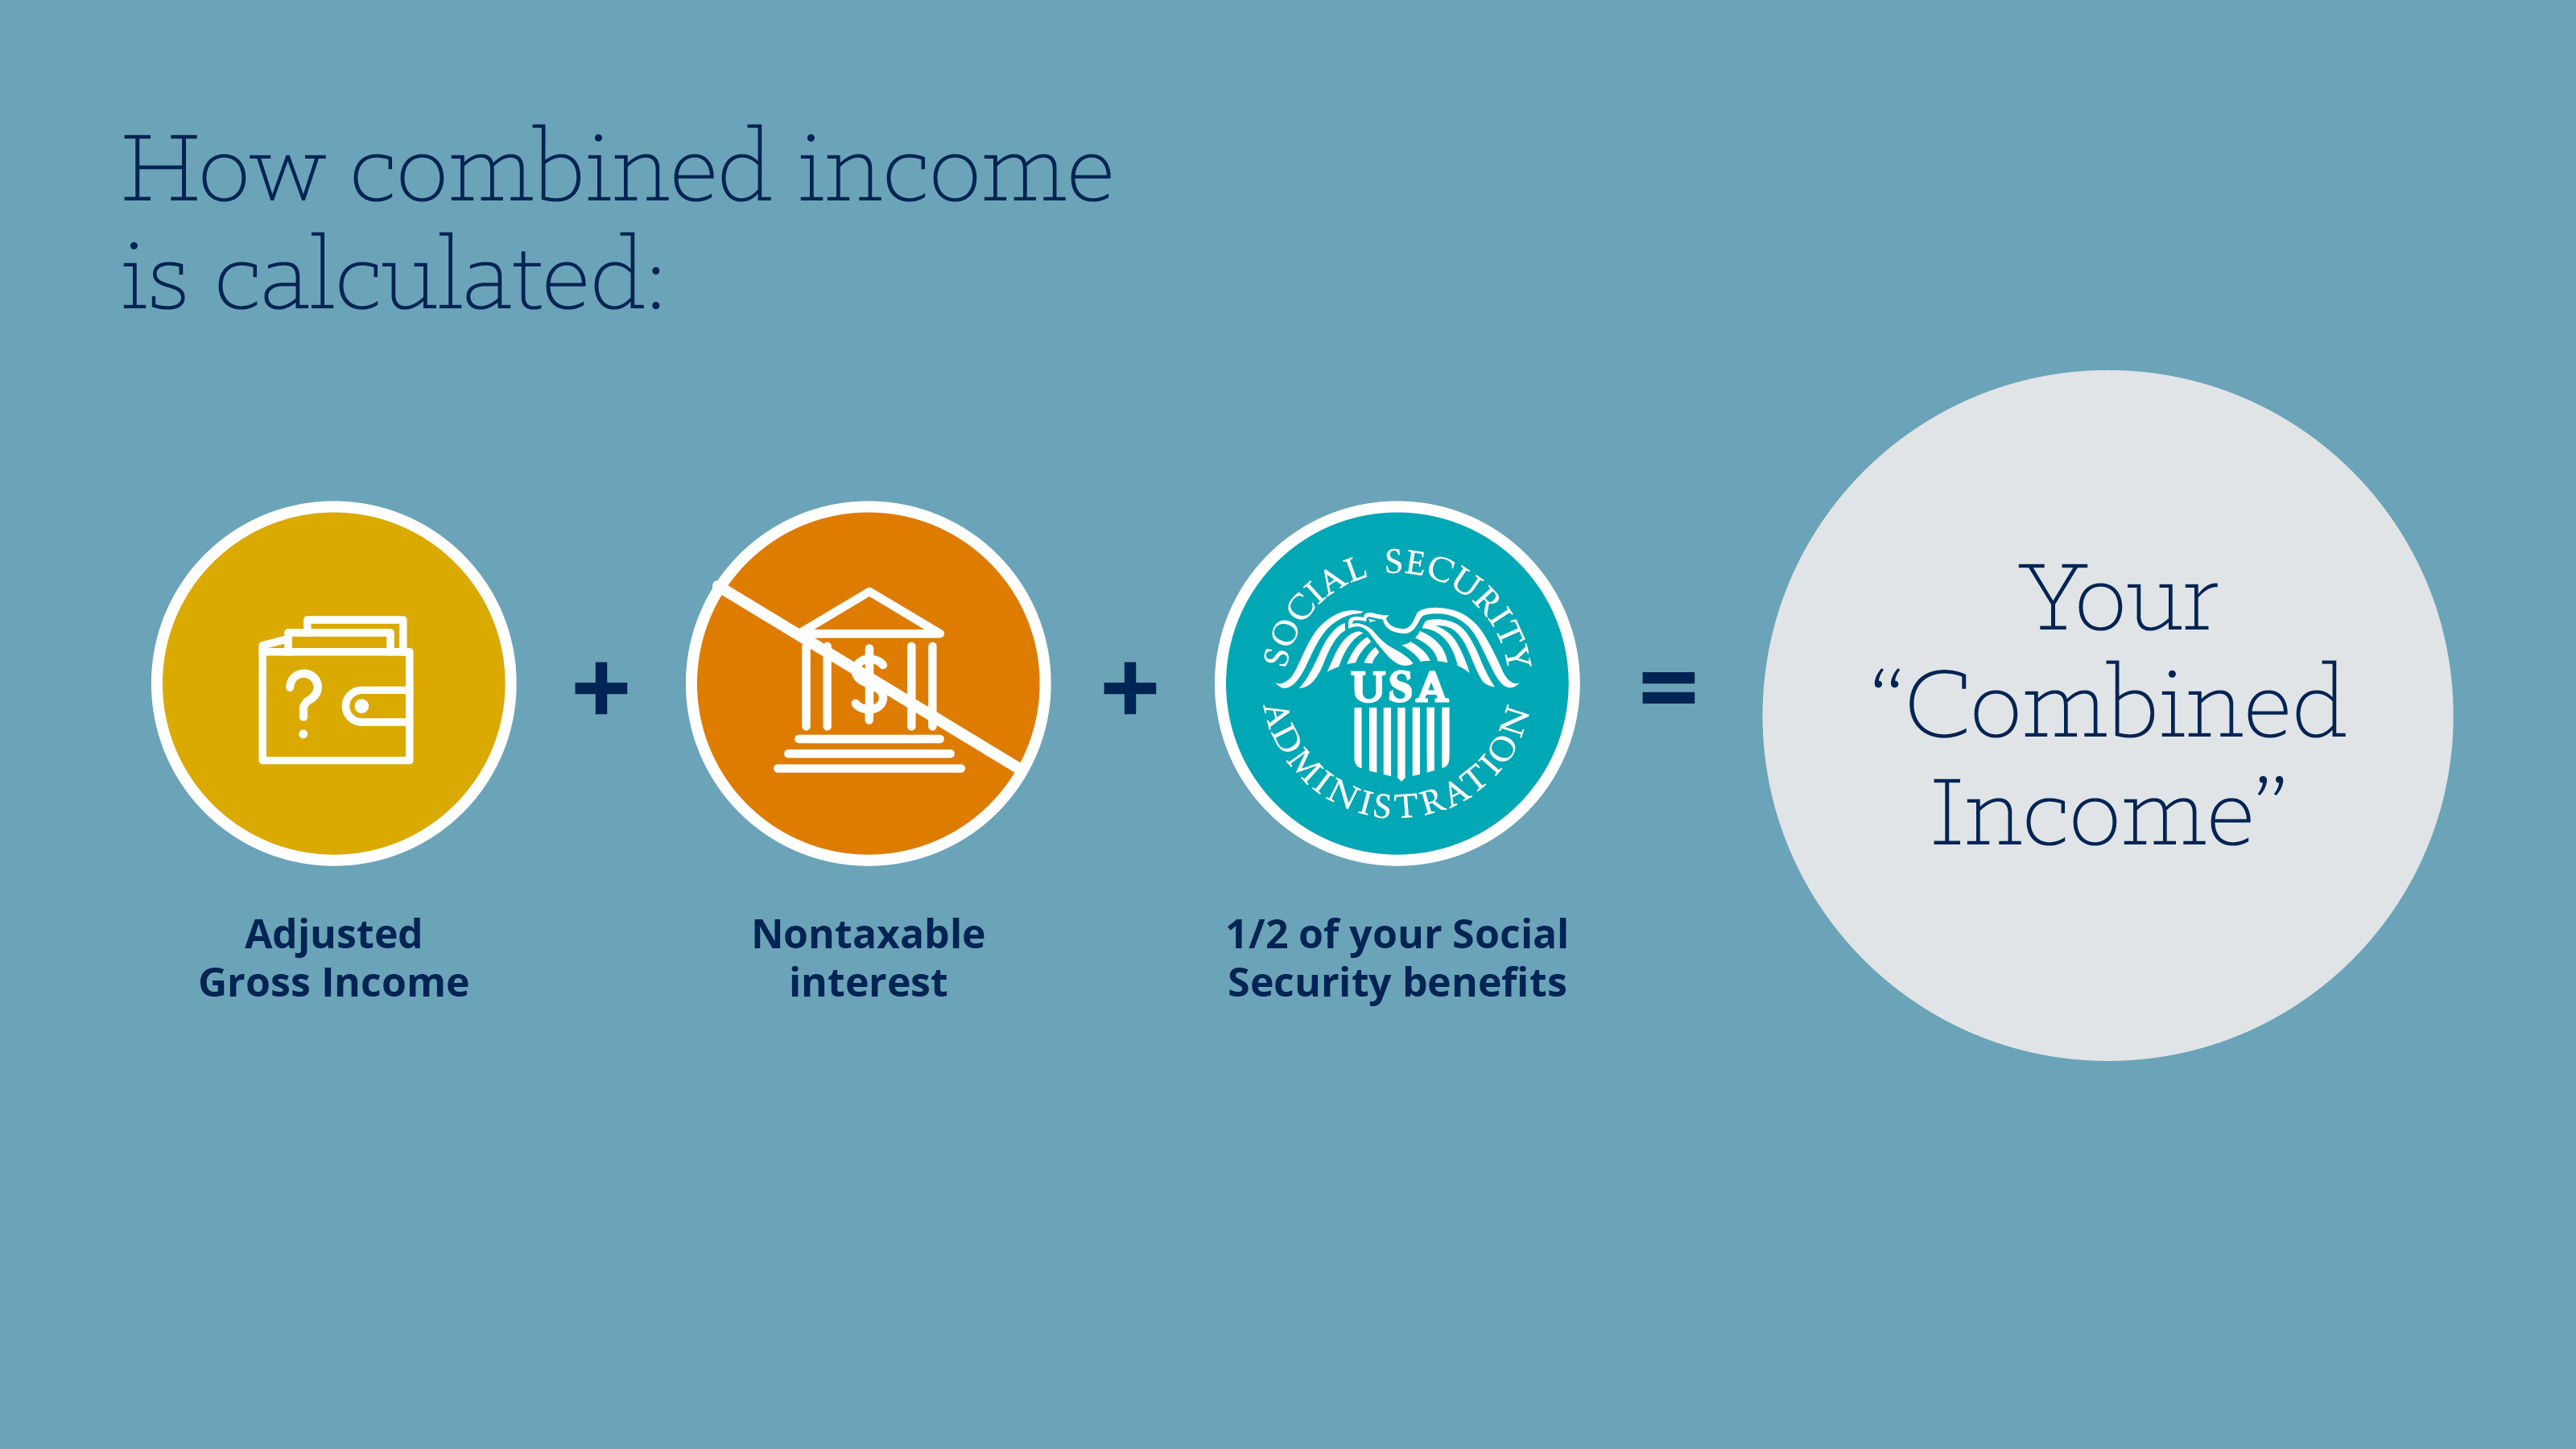 How combined income
is calculated:
$
?
SOCIAL SECURITY
USA
ADMINISTRATION
+
+
=
Your
“Combined
Income”
Adjusted
Gross Income
Nontaxable
interest
1/2 of your Social
Security benefits